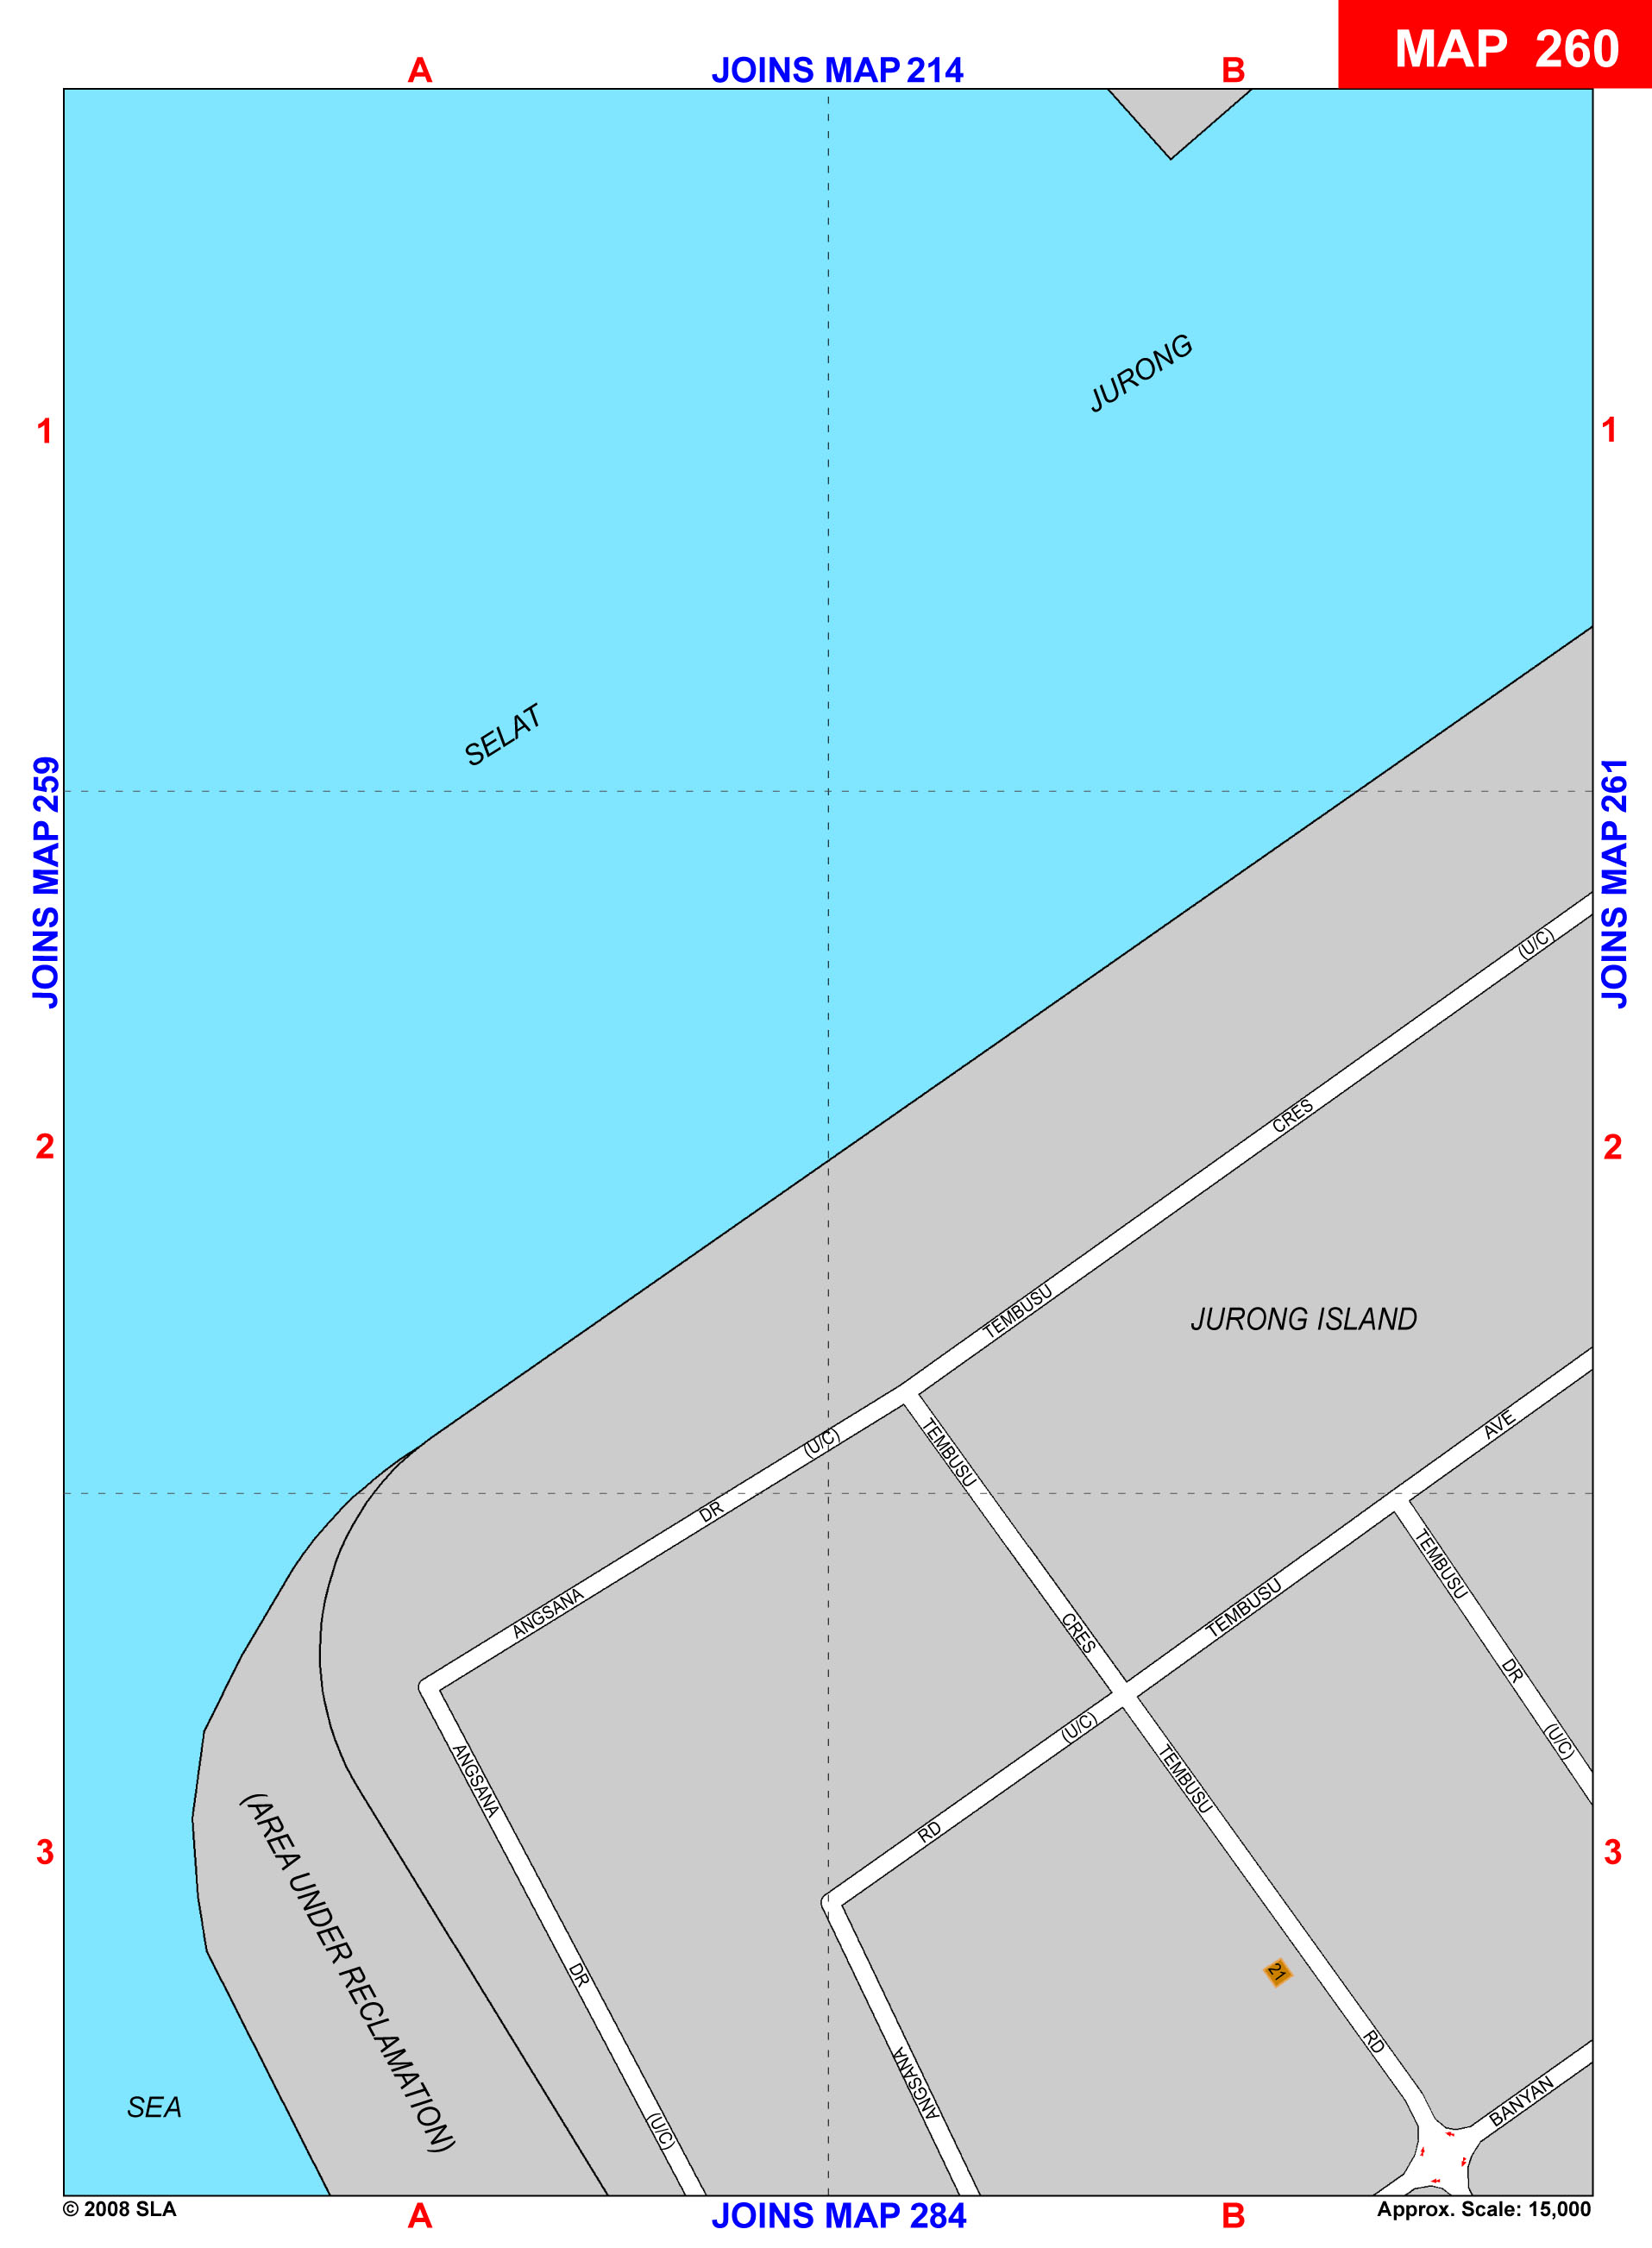 MAP 260
A
JOINS MAP 214
B
JURONG
1
1
SELAT
JOINS MAP 259
JOINS MAP 261
(U/C)
CRES
2
2
TEMBUSU
JURONG ISLAND
AVE
(U/C)
TEMBUSU
DR
ANGSANA
TEMBUSU
TEMBUSU
CRES
DR
(U/C)
(U/C)
ANGSANA
TEMBUSU
RD
3
3
(AREA UNDER RECLAMATION)
21
DR
RD
ANGSANA
BANYAN
SEA
(U/C)
© 2008 SLA
A
JOINS MAP 284
B
Approx. Scale: 15,000